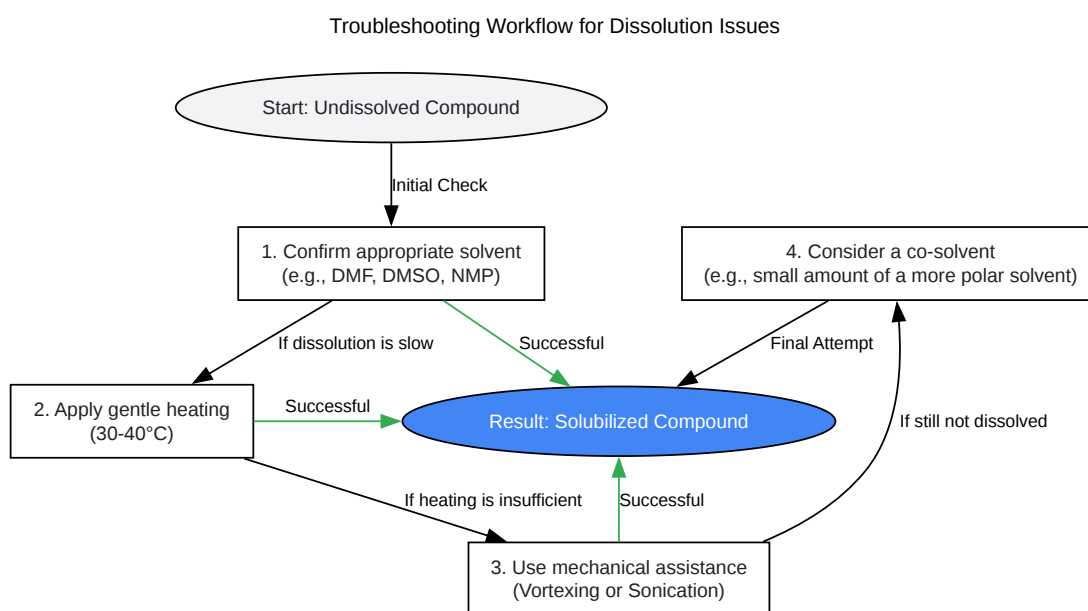 Troubleshooting Workflow for Dissolution Issues
Start: Undissolved Compound
Initial Check
1. Confirm appropriate solvent
(e.g., DMF, DMSO, NMP)
4. Consider a co-solvent
(e.g., small amount of a more polar solvent)
If dissolution is slow
Successful
Final Attempt
2. Apply gentle heating
(30-40°C)
Successful
Result: Solubilized Compound
If still not dissolved
If heating is insufficient
Successful
3. Use mechanical assistance
(Vortexing or Sonication)